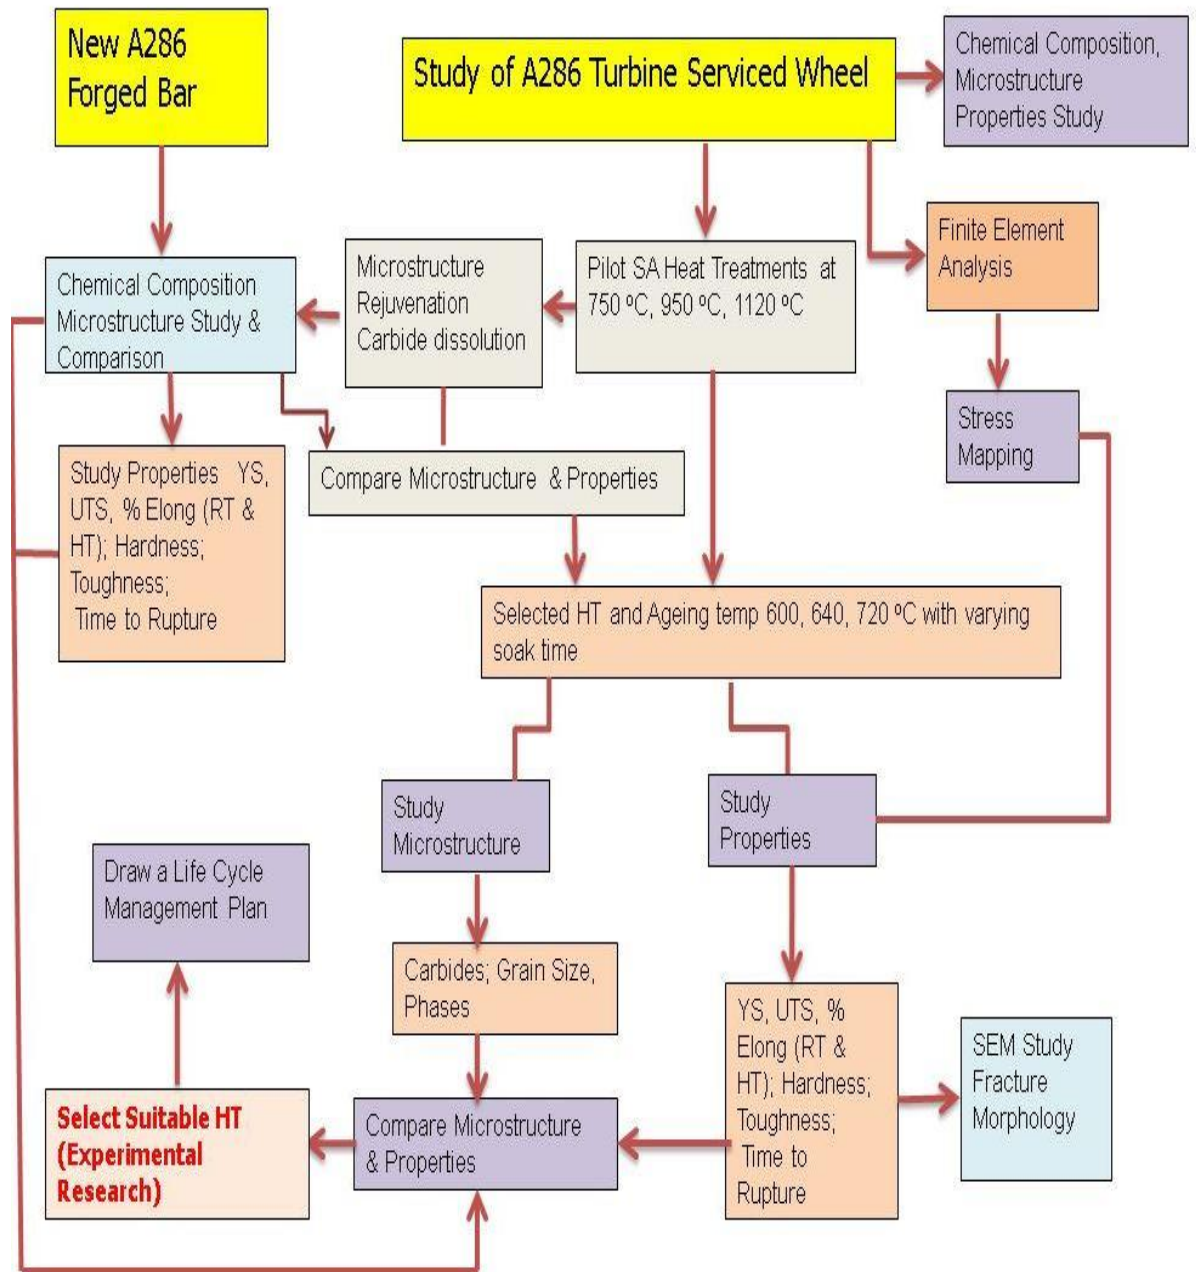 New A286
Forged Bar
Study of A286 Turbine Serviced Wheel
Chemical Composition,
Microstructure
Properties Study
Finite Element
Analysis
Chemical Composition
Microstructure Study &
Comparison
Microstructure
Rejuvenation
Carbide dissolution
Pilot SA Heat Treatments at
750 ºC, 950 ºC, 1120 ºC
Stress
Mapping
Study Properties YS,
UTS, % Elong (RT &
HT); Hardness;
Toughness;
Time to Rupture
Compare Microstructure & Properties
Selected HT and Ageing temp 600, 640, 720 ºC with varying
soak time
Study
Microstructure
Study
Properties
Draw a Life Cycle
Management Plan
Carbides; Grain Size,
Phases
YS, UTS, %
Elong (RT &
HT); Hardness;
Toughness;
Time to
Rupture
SEM Study
Fracture
Morphology
Select Suitable HT
(Experimental
Research)
Compare Microstructure
& Properties